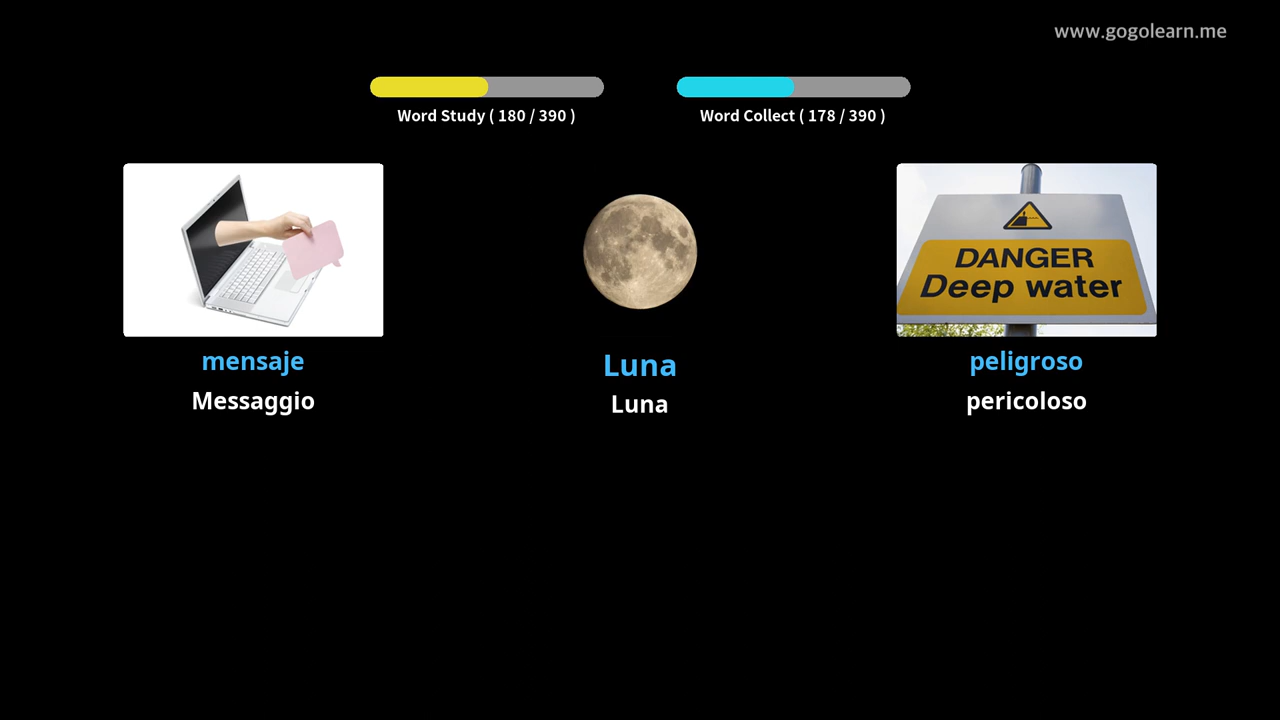 www.gogolearn.me
Word Study ( 180 / 390 )
Word Collect ( 178 / 390 )
DANGER
Deep water
mensaje
Messaggio
Luna
Luna
peligroso
pericoloso